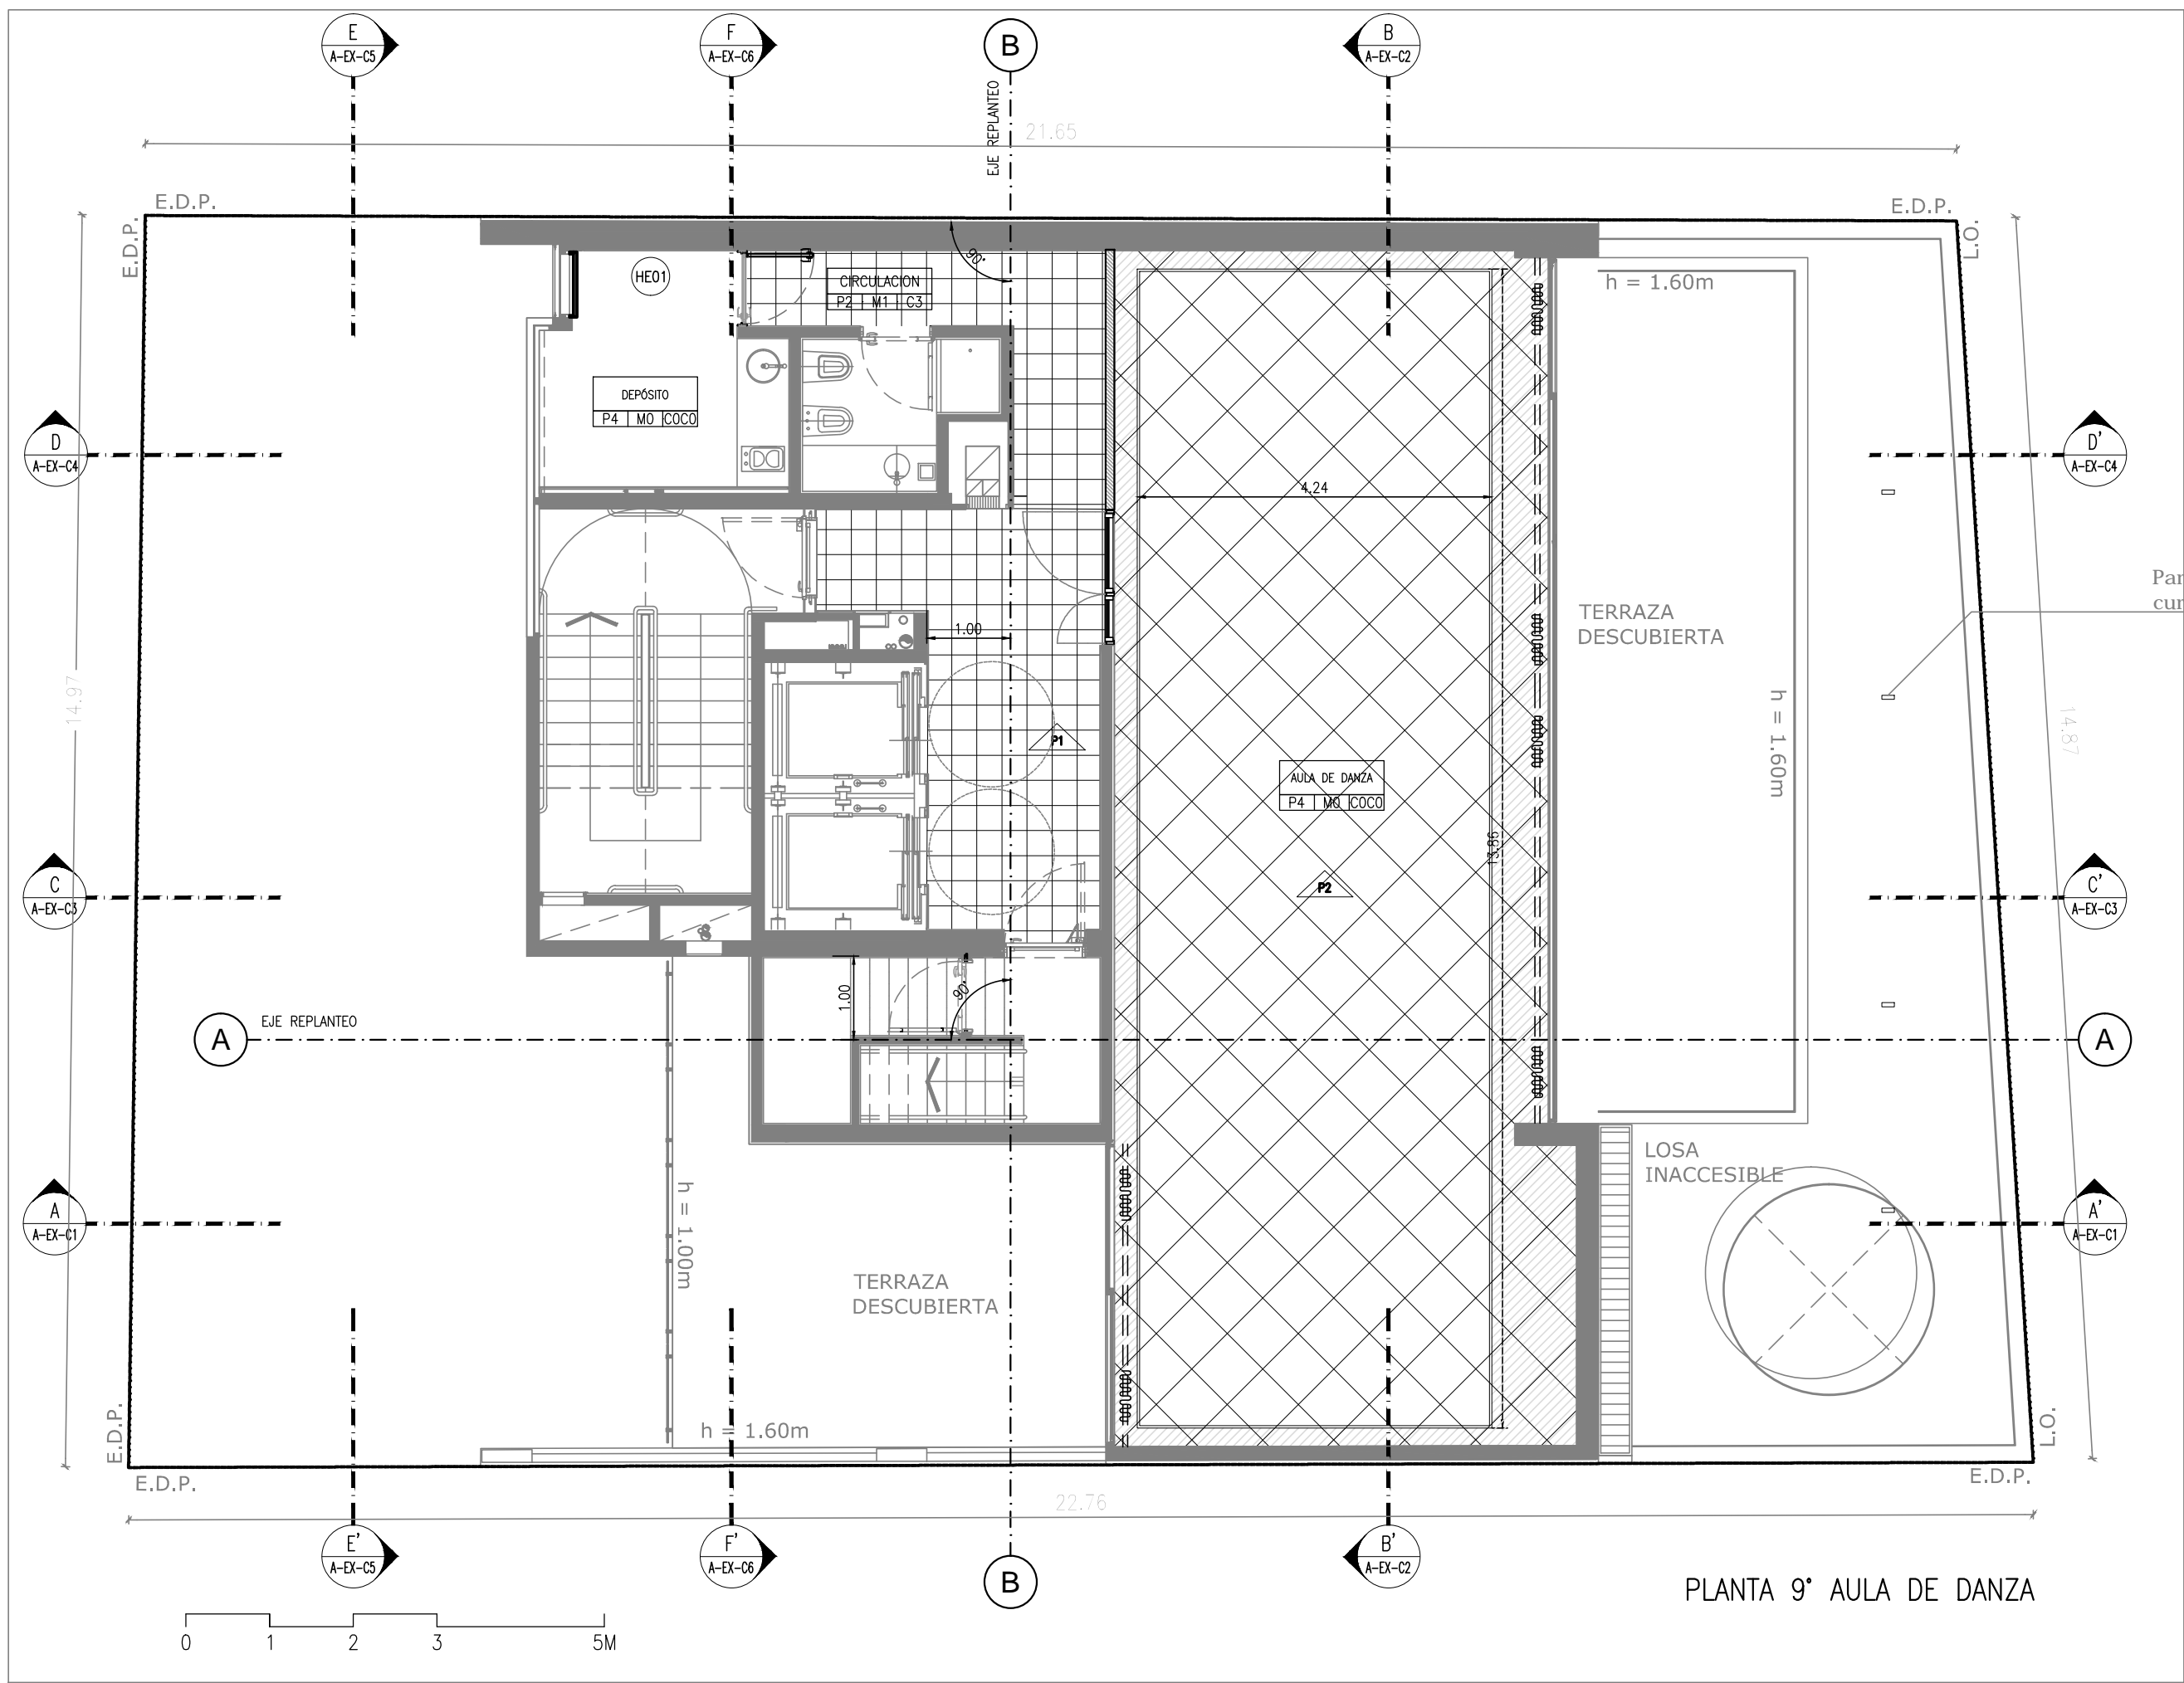 E
A-EX-C5
F
A-EX-C6
B
B
A-EX-C2
EJE REPLANTEO
21.65
E.D.P.
E.D.P.
E.D.P.
L.O.
90°
HE01
CIRCULACION
P2 M1 C3
h = 1.60m
DEPÓSITO
P4 M0 COCO
D
A-EX-C4
D'
A-EX-C4
4.24
TERRAZA
DESCUBIERTA
Par
cur
1.00
14.97
h = 1.60m
14.87
P1
AULA DE DANZA
P4 M0 COCO
13.86
P2
C
A-EX-C3
C'
A-EX-C3
1.00
90°
A
EJE REPLANTEO
A
LOSA
INACCESIBLE
A
A-EX-C1
h = 1.00m
A'
A-EX-C1
TERRAZA
DESCUBIERTA
h = 1.60m
E.D.P.
L.O.
E.D.P.
E.D.P.
22.76
E'
A-EX-C5
F'
A-EX-C6
B
B'
A-EX-C2
PLANTA 9° AULA DE DANZA
0 1 2 3 5M